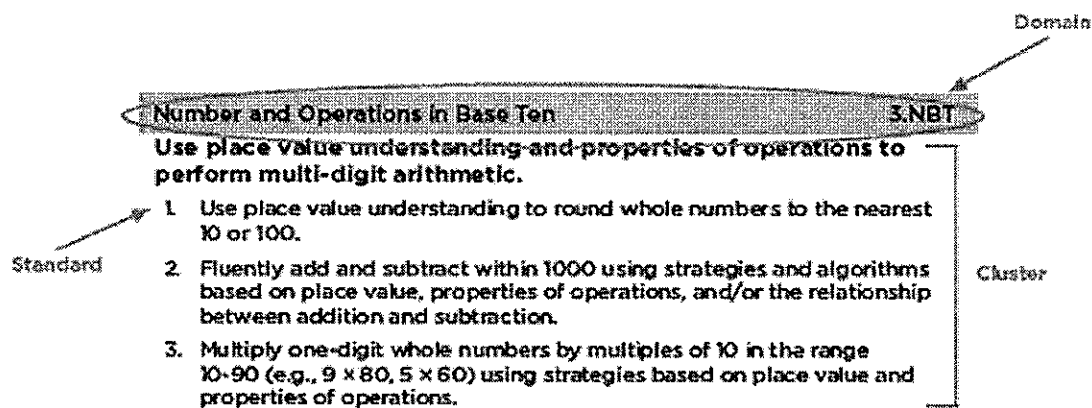 Domain
Number and Operations in Base Ten 3.NBT
Use place value understanding and properties of operations to
perform multi-digit arithmetic.
1. Use place value understanding to round whole numbers to the nearest
10 or 100.
Standard
2. Fluently add and subtract within 1000 using strategies and algorithms
based on place value, properties of operations, and/or the relationship
between addition and subtraction.
Cluster
3. Multiply one-digit whole numbers by multiples of 10 in the range
10-90 (e.g., 9 × 80, 5 × 60) using strategies based on place value and
properties of operations.